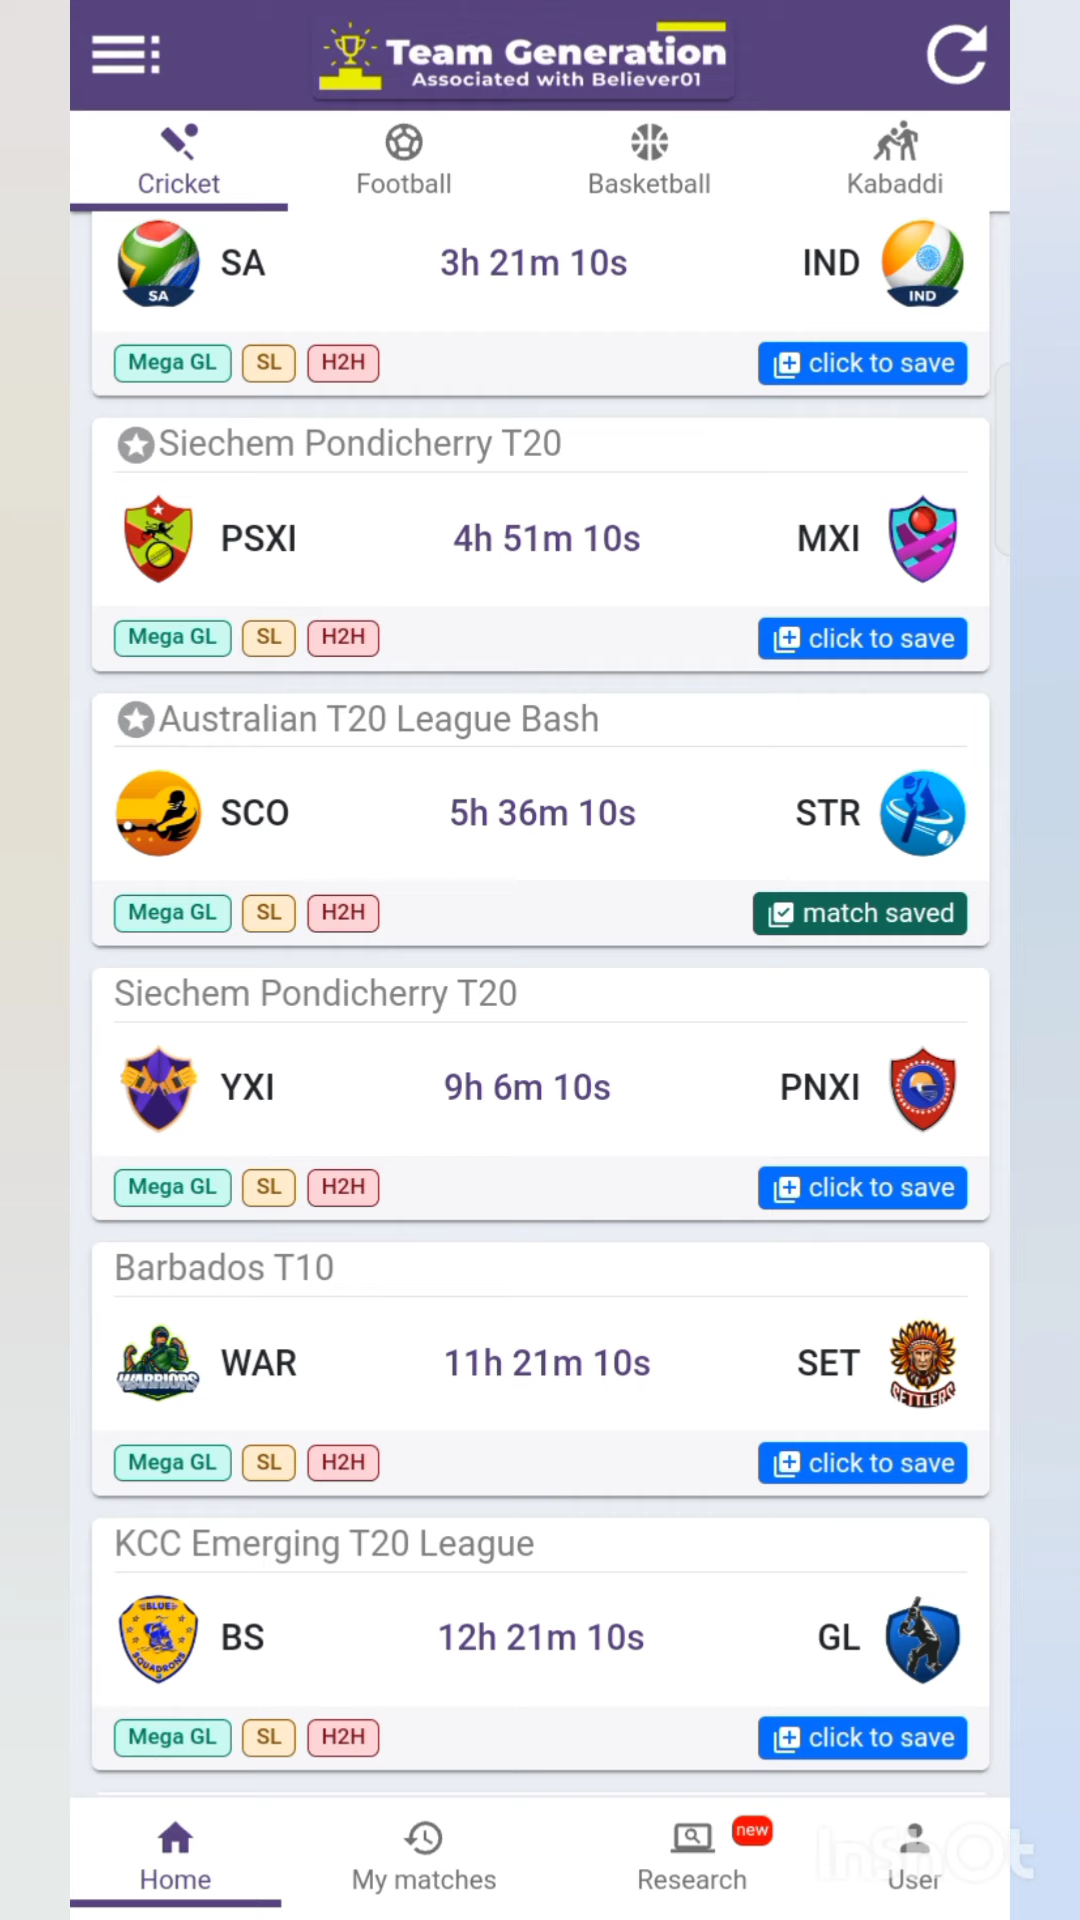 Team Generation
Associated with Believer01
Cricket
Football
Basketball
Kabaddi
SA
SA
3h 21m 10s
IND
IND
Mega GL
SL
H2H
click to save
Siechem Pondicherry T20
PSXI
4h 51m 10s
MXI
Mega GL
SL
H2H
click to save
Australian T20 League Bash
SCO
5h 36m 10s
STR
Mega GL
SL
H2H
match saved
Siechem Pondicherry T20
YXI
9h 6m 10s
PNXI
Mega GL
SL
H2H
click to save
Barbados T10
WARRIORS
WAR
11h 21m 10s
SET
SETTLERS
Mega GL
SL
H2H
click to save
KCC Emerging T20 League
BLUE
SQUADRONS
BS
12h 21m 10s
GL
Mega GL
SL
H2H
click to save
Home
My matches
Research
new
User
InShOt